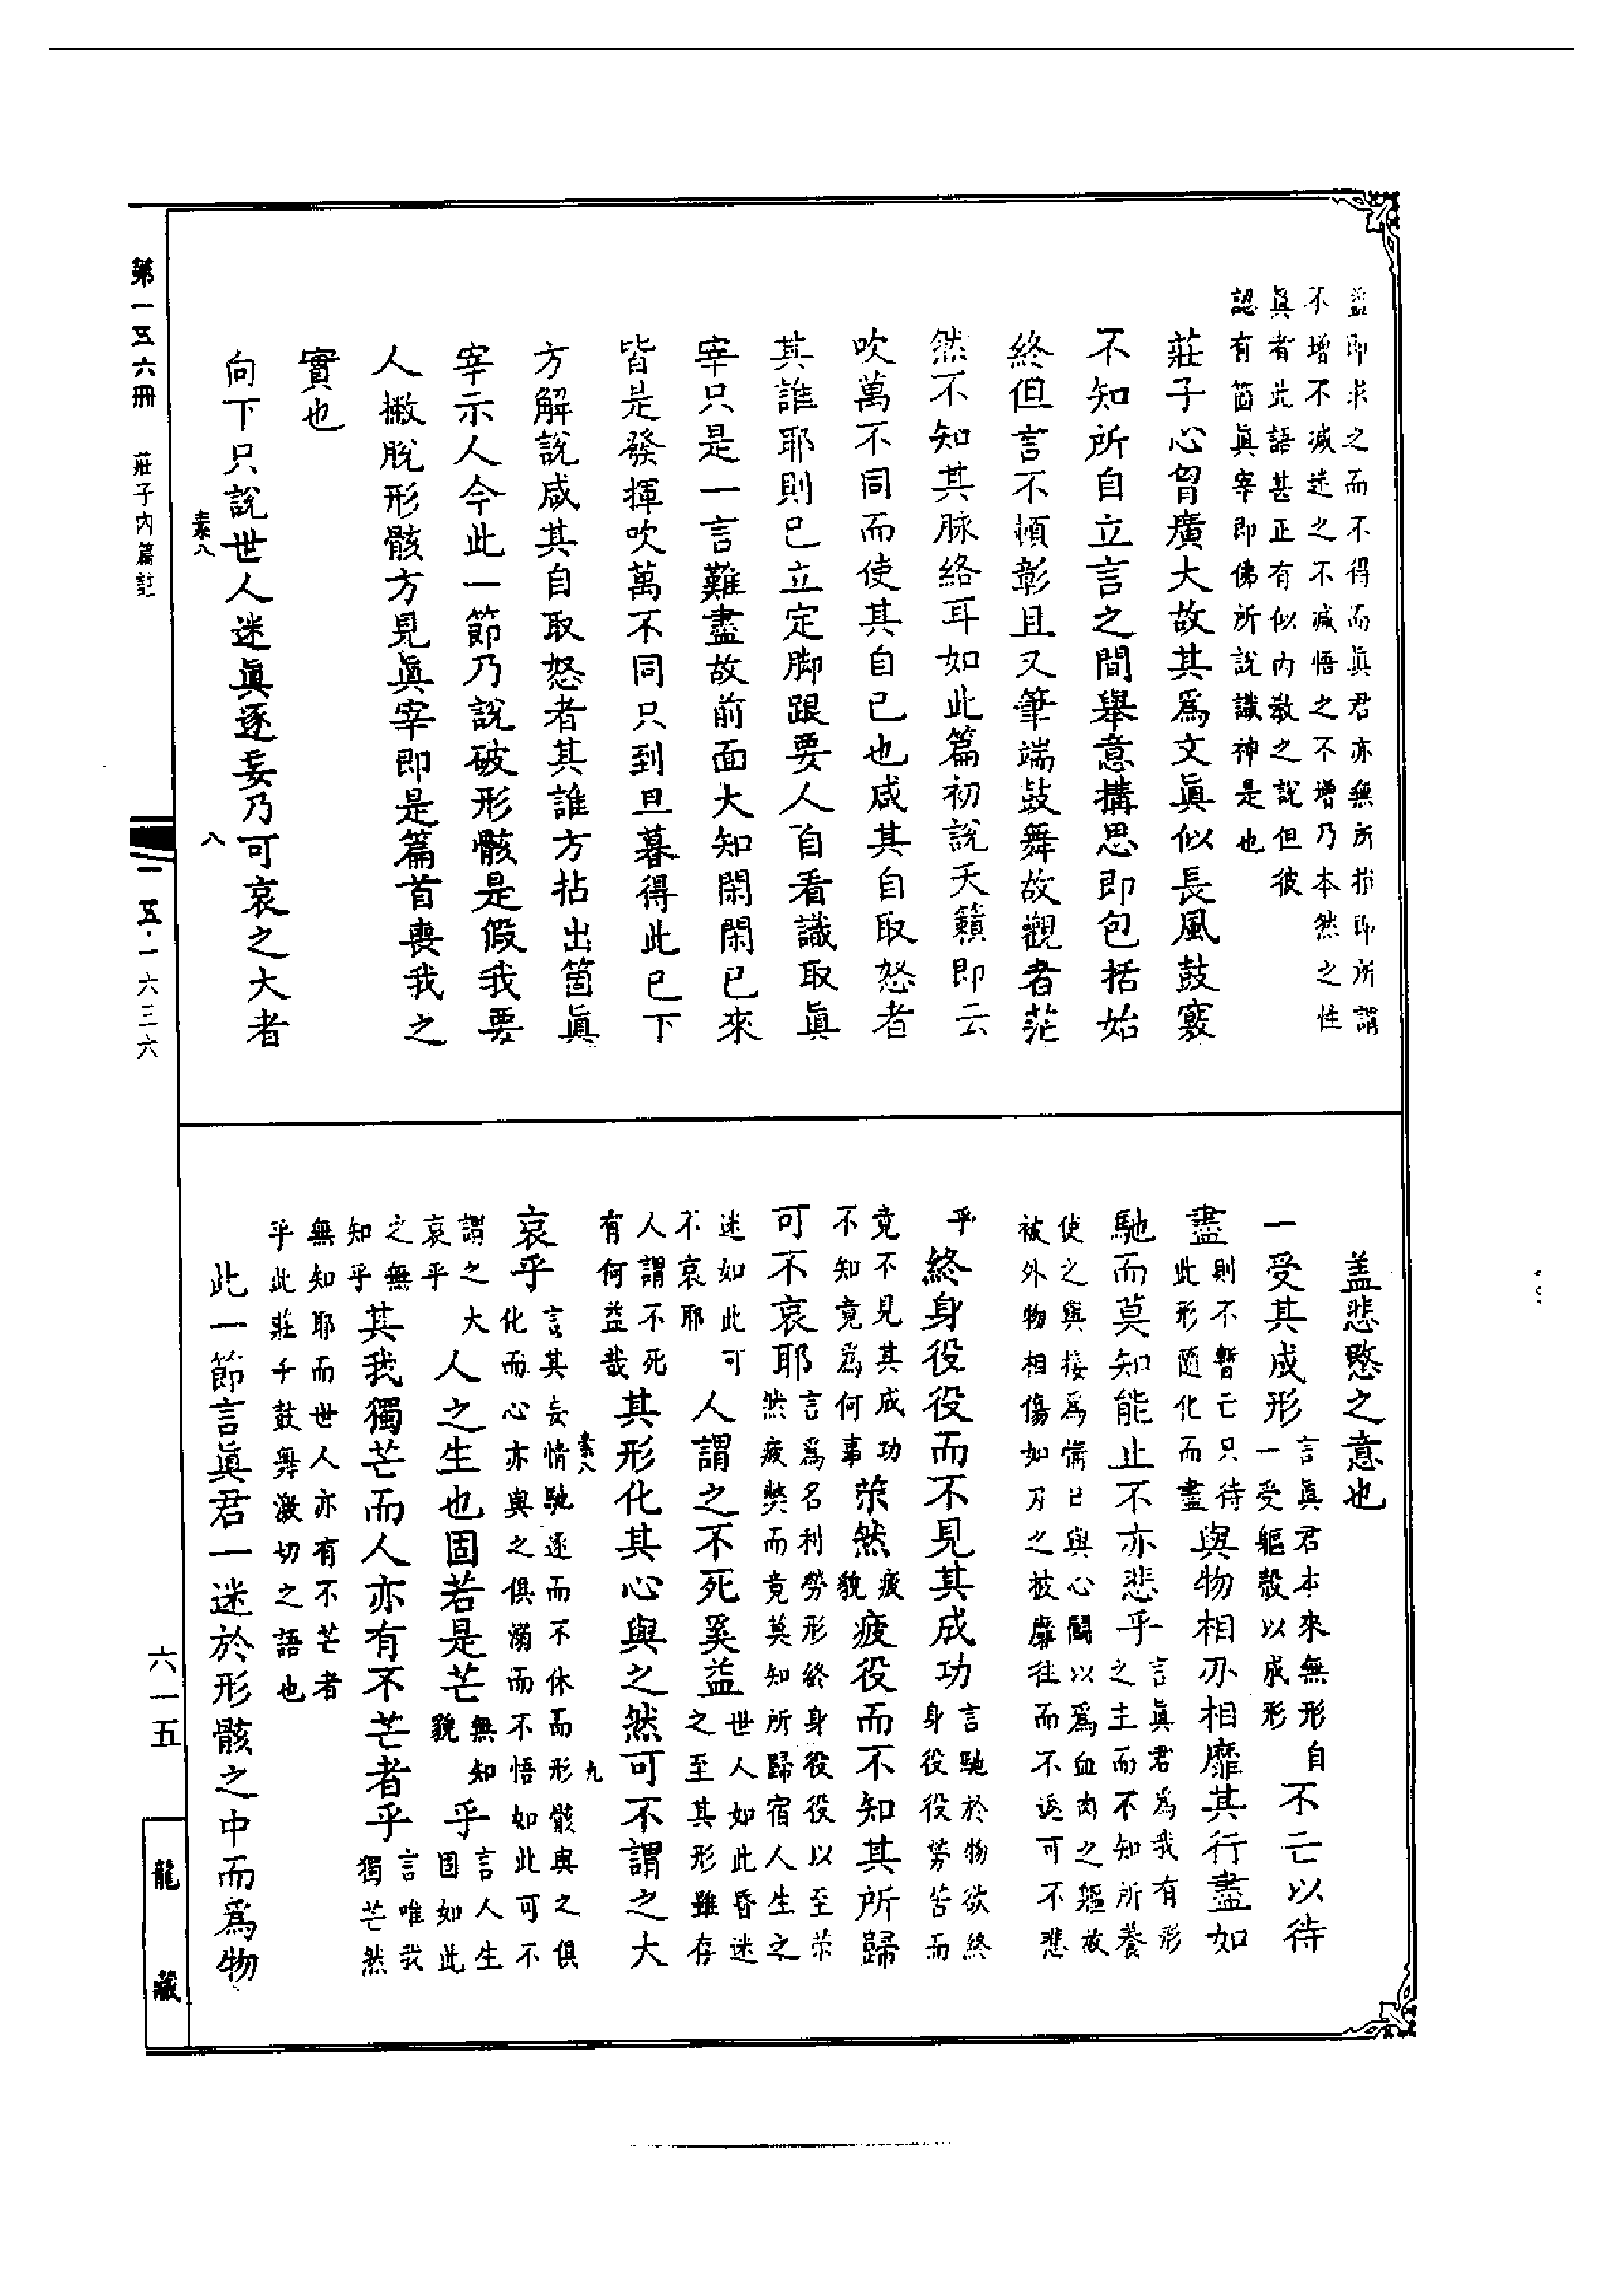 益即求之而不得而眞君亦無所指即所謂
不增不減迷之不減悟之不增乃本然之性
眞者此語甚正有似內敎之說但彼
認有箇眞宰即佛所說識神是也
莊子心胷廣大故其爲文眞似長風鼓竅
不知所自立言之間舉意搆思即包括始
終但言不頓彰且又筆端鼓舞故觀者茫
然不知其脉絡耳如此篇初說天籟即云
吹萬不同而使其自已也咸其自取怒者
其誰耶則已立定脚跟要人自看識取眞
宰只是一言難盡故前面大知閑閑已來
皆是發揮吹萬不同只到旦暮得此已下
方解說咸其自取怒者其誰方拈出箇眞
宰示人今此一節乃說破形骸是假我要
人撇脫形骸方見眞宰即是篇首喪我之
實也
向下只說世人迷眞逐妄乃可哀之大者
素八
八
第一五六冊 莊子內篇註
一五·一六三六
蓋悲愍之意也
一受其成形言眞君本來無形自一受軀殼以成形不亡以待
盡則不暫亡只待此形隨化而盡與物相刃相靡其行盡如
馳而莫知能止不亦悲乎言眞君爲我有形之主而不知所養
使之與接爲搆日與心鬪以爲血肉之軀故
被外物相傷如刃之披靡往而不返可不悲
乎終身役役而不見其成功言馳於物欲終身役役勞苦而
竟不見其成功不知竟爲何事苶然疲貌疲役而不知其所歸
可不哀耶言爲名利勞形終身役役以至苶然疲獘而竟莫知所歸宿人生之
迷如此可不哀耶人謂之不死奚益世人如此昏迷之至其形雖存
人謂不死有何益哉其形化其心與之然可不謂之大
素八
九
哀乎言其妄情馳逐而不休而形骸與之俱化而心亦與之俱溺而不悟如此可不
謂之大哀乎人之生也固若是芒無知貌乎言人生固如此
之無知乎其我獨芒而人亦有不芒者乎言唯我獨芒然
無知耶而世人亦有不芒者
乎此莊子鼓舞激切之語也
此一節言眞君一迷於形骸之中而爲物
六一五
龍藏